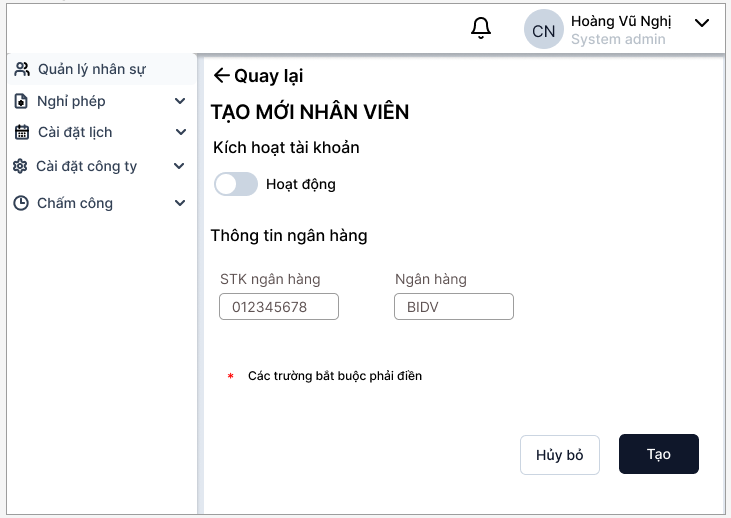 CN
Hoàng Vũ Nghị
System admin
Quản lý nhân sự
Nghỉ phép
Cài đặt lịch
Cài đặt công ty
Chấm công
Quay lại
TẠO MỚI NHÂN VIÊN
Kích hoạt tài khoản
Hoạt động
Thông tin ngân hàng
STK ngân hàng Ngân hàng
012345678 BIDV
* Các trường bắt buộc phải điền
Hủy bỏ Tạo